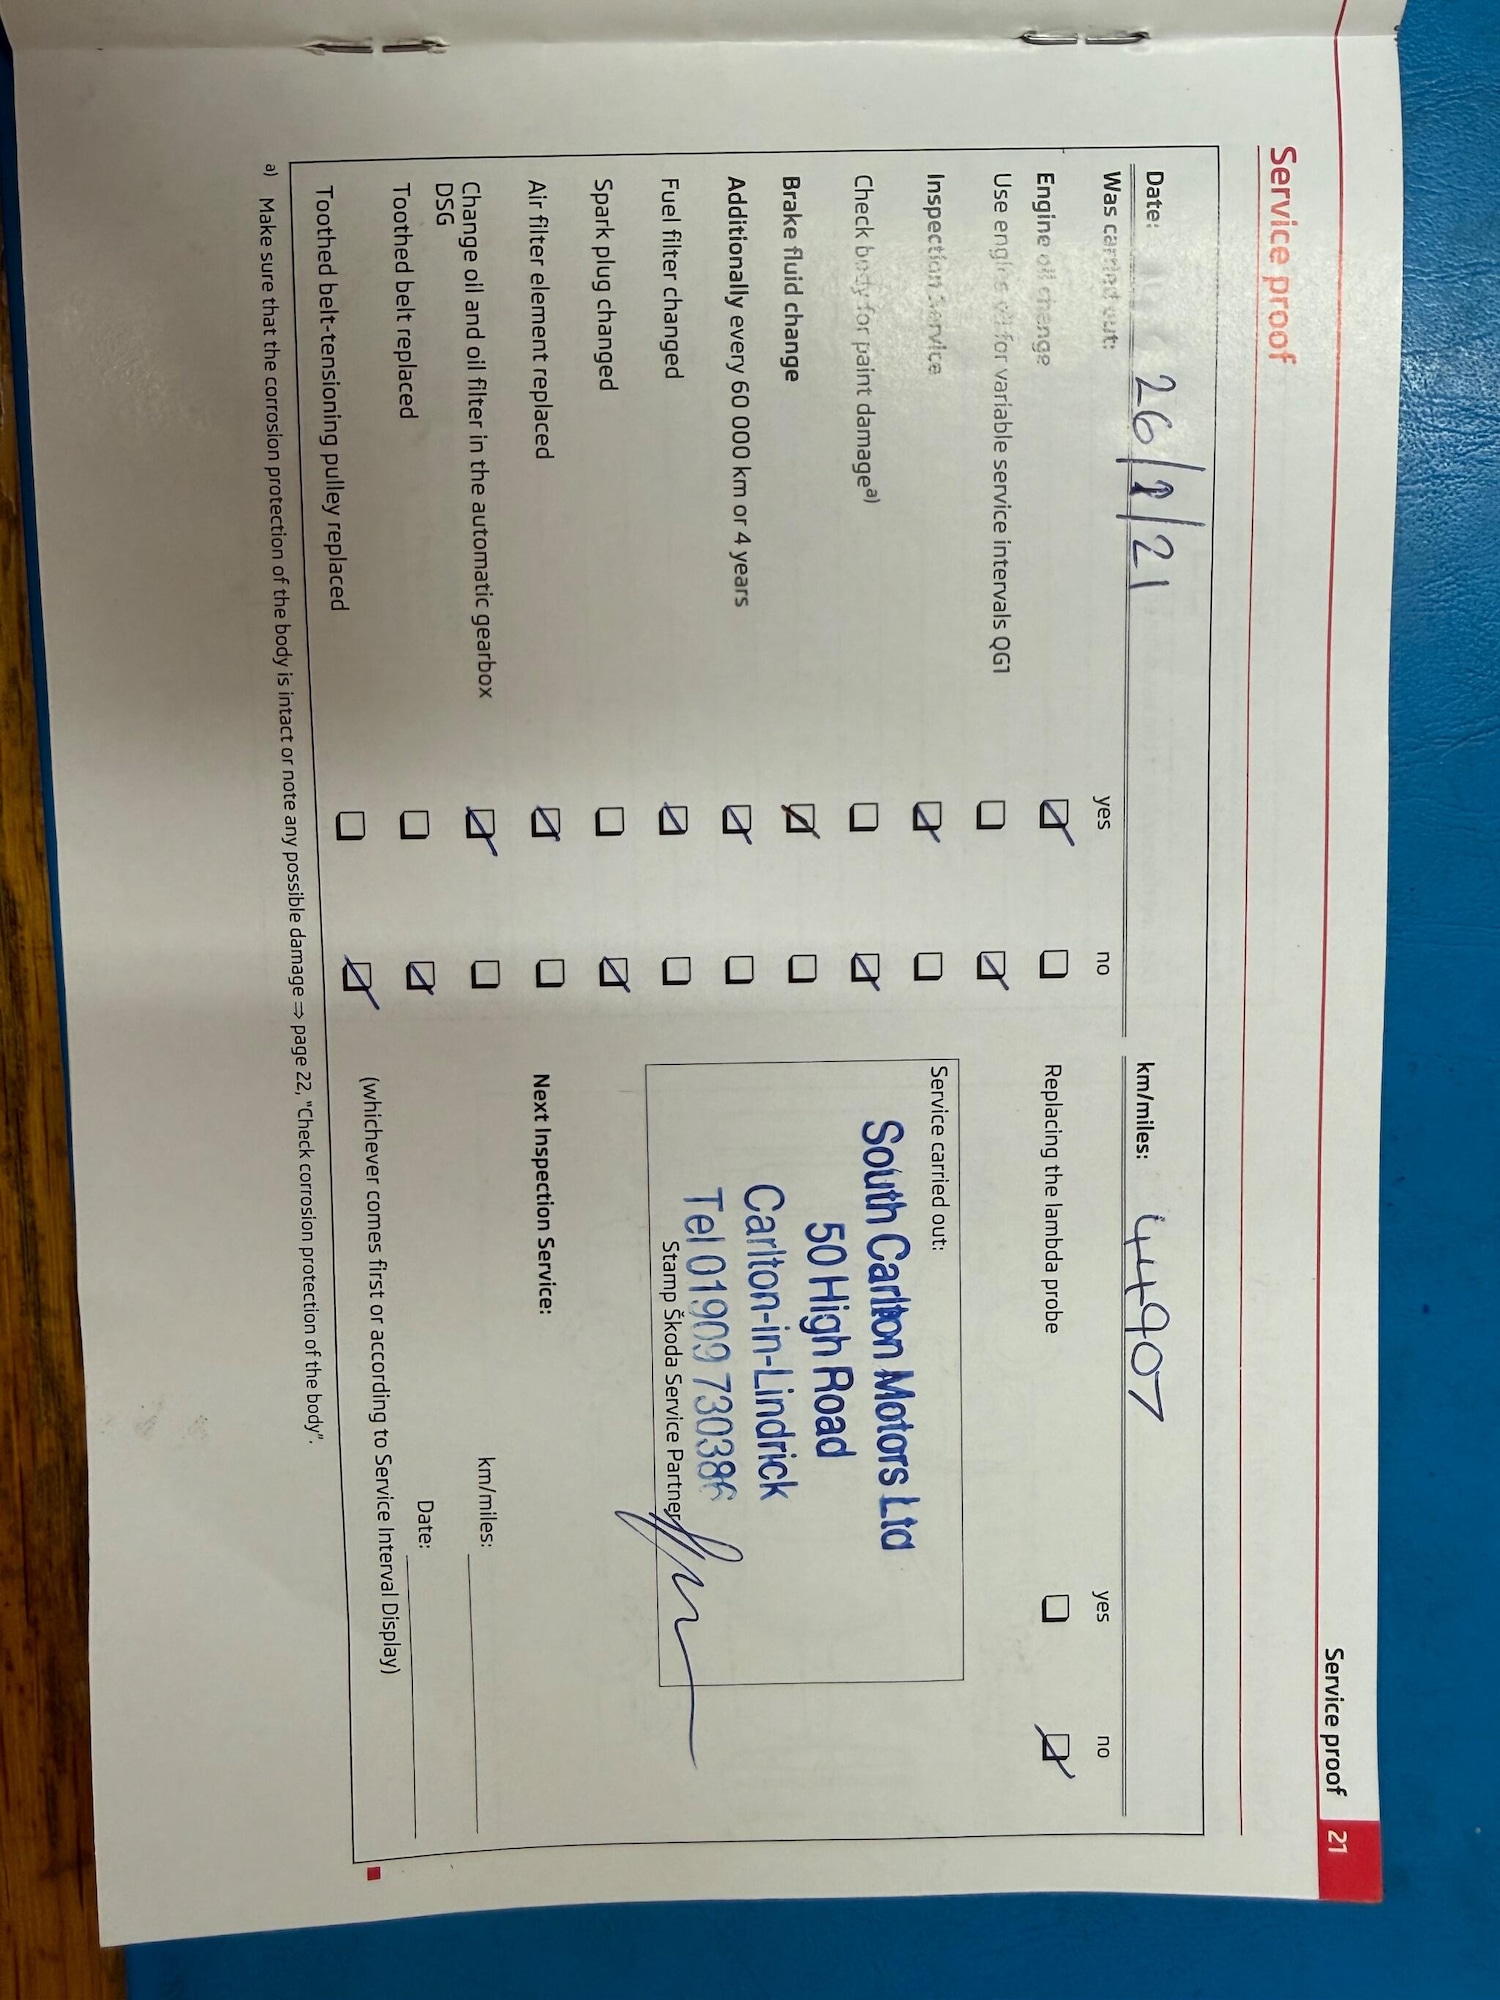 Service proof 21
Service proof
Date: 26/1/21 km/miles: 44907
Was carried out: yes no yes no
Engine oil change Replacing the lambda probe
Use engine oil for variable service intervals QG1
Inspection Service
Check body for paint damage a)
Brake fluid change
Additionally every 60 000 km or 4 years
Fuel filter changed
Spark plug changed
Air filter element replaced
Change oil and oil filter in the automatic gearbox
DSG
Toothed belt replaced
Toothed belt-tensioning pulley replaced
Service carried out:
South Carlton Motors Ltd
50 High Road
Carlton-in-Lindrick
Tel 01909 730386
Stamp Škoda Service Partner
Next Inspection Service:
km/miles:
Date:
(whichever comes first or according to Service Interval Display)
a) Make sure that the corrosion protection of the body is intact or note any possible damage ⇒ page 22, "Check corrosion protection of the body".